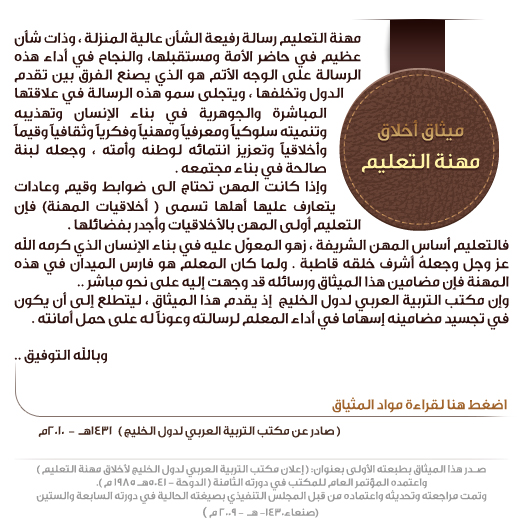 ميثاق أخلاق
مهنة التعليم
مهنة التعليم رسالة رفيعة الشأن عالية المنزلة ، وذات شأن
عظيم في حاضر الأمة ومستقبلها، والنجاح في أداء هذه
الرسالة على الوجه الأتم هو الذي يصنع الفرق بين تقدم
الدول وتخلفها ، ويتجلى سمو هذه الرسالة في علاقتها
المباشرة والجوهرية في بناء الإنسان وتهذيبه
وتنميته سلوكياً ومعرفياً ومهنياً وفكرياً وثقافياً وقيماً
وأخلاقياً وتعزيز انتمائه لوطنه وأمته ، وجعله لبنة
صالحة في بناء مجتمعه .
وإذا كانت المهن تحتاج الى ضوابط وقيم وعادات
يتعارف عليها أهلها تسمى ( أخلاقيات المهنة) فإن
التعليم أولى المهن بالأخلاقيات وأجدر بفضائلها .
فالتعليم أساس المهن الشريفة ، زهو المعوّل عليه في بناء الإنسان الذي كرمه الله
عز وجل وجعلهُ أشرف خلقه قاطبة . ولما كان المعلم هو فارس الميدان في هذه
المهنة فإن مضامين هذا الميثاق ورسائله قد وجهت إليه على نحو مباشر ..
وإن مكتب التربية العربي لدول الخليج إذ يقدم هذا الميثاق ، ليتطلع إلى أن يكون
في تجسيد مضامينه إسهاما في أداء المعلم لرسالته وعوناً له على حمل أمانته .
وبالله التوفيق ..
اضغط هنا لقراءة مواد المثياق
( صادر عن مكتب التربية العربي لدول الخليج ) ١٤٣١هـ - ٢٠١٠م
صدر هذا الميثاق بطبعته الأولى بعنوان: ( إعلان مكتب التربية العربي لدول الخليج لأخلاق مهنة التعليم )
واعتمده المؤتمر العام للمكتب في دورته الثامنة ( الدوحة - ٥٠٤١هـ ١٩٨٥ م ).
وتمت مراجعته وتحديثه واعتماده من قبل المجلس التنفيذي بصيغته الحالية في دورته السابعة والستين
(صنعاء١٤٣٠- هـ - ٢٠٠٩ م )